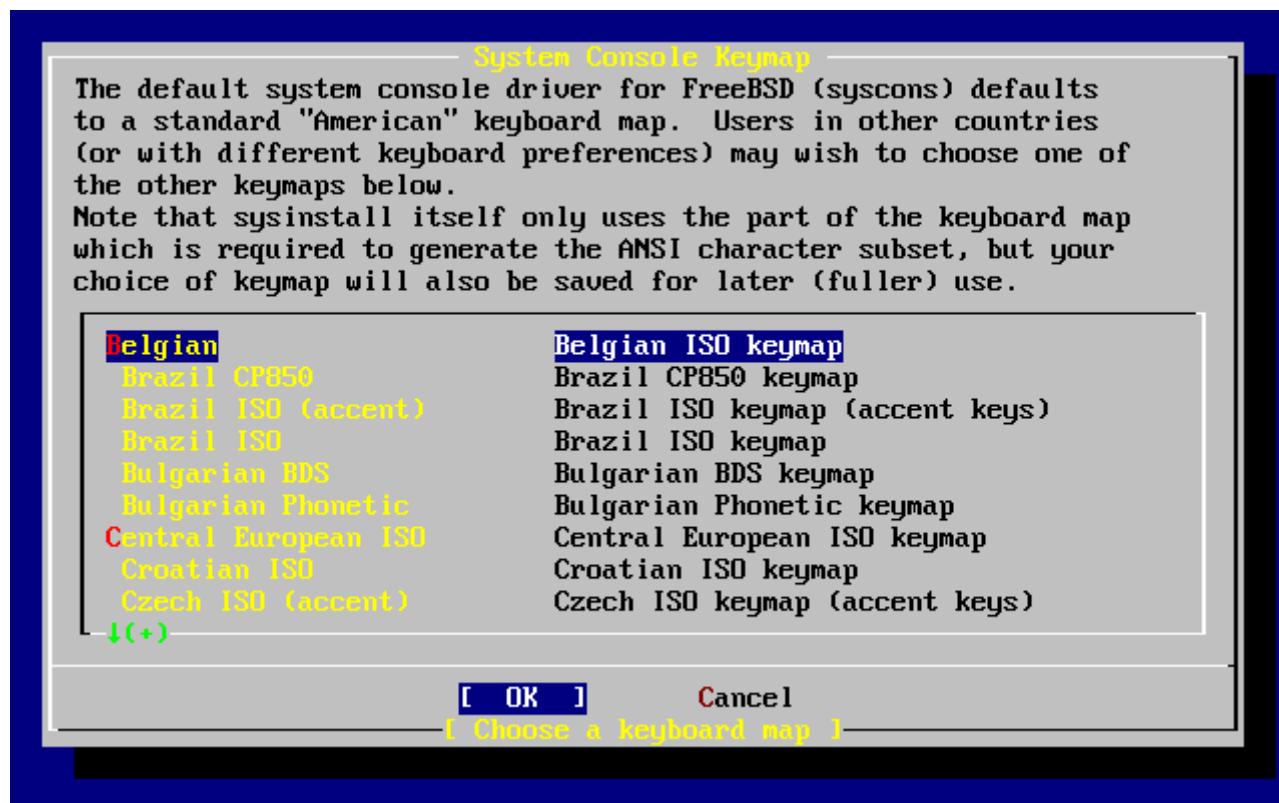 System Console Keymap
The default system console driver for FreeBSD (syscons) defaults
to a standard "American" keyboard map.  Users in other countries
(or with different keyboard preferences) may wish to choose one of
the other keymaps below.
Note that sysinstall itself only uses the part of the keyboard map
which is required to generate the ANSI character subset, but your
choice of keymap will also be saved for later (fuller) use.
Belgian Belgian ISO keymap
Brazil CP850 Brazil CP850 keymap
Brazil ISO (accent) Brazil ISO keymap (accent keys)
Brazil ISO Brazil ISO keymap
Bulgarian BDS Bulgarian BDS keymap
Bulgarian Phonetic Bulgarian Phonetic keymap
Central European ISO Central European ISO keymap
Croatian ISO Croatian ISO keymap
Czech ISO (accent) Czech ISO keymap (accent keys)
↓(+)
[  OK  ] Cancel
[ Choose a keyboard map ]